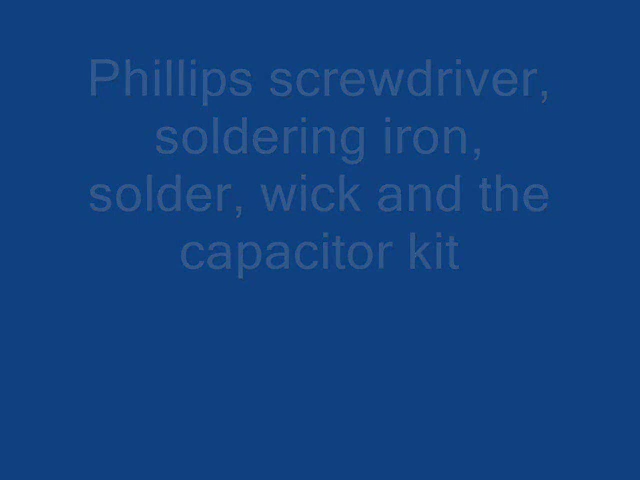 Phillips screwdriver,
soldering iron,
solder, wick and the
capacitor kit